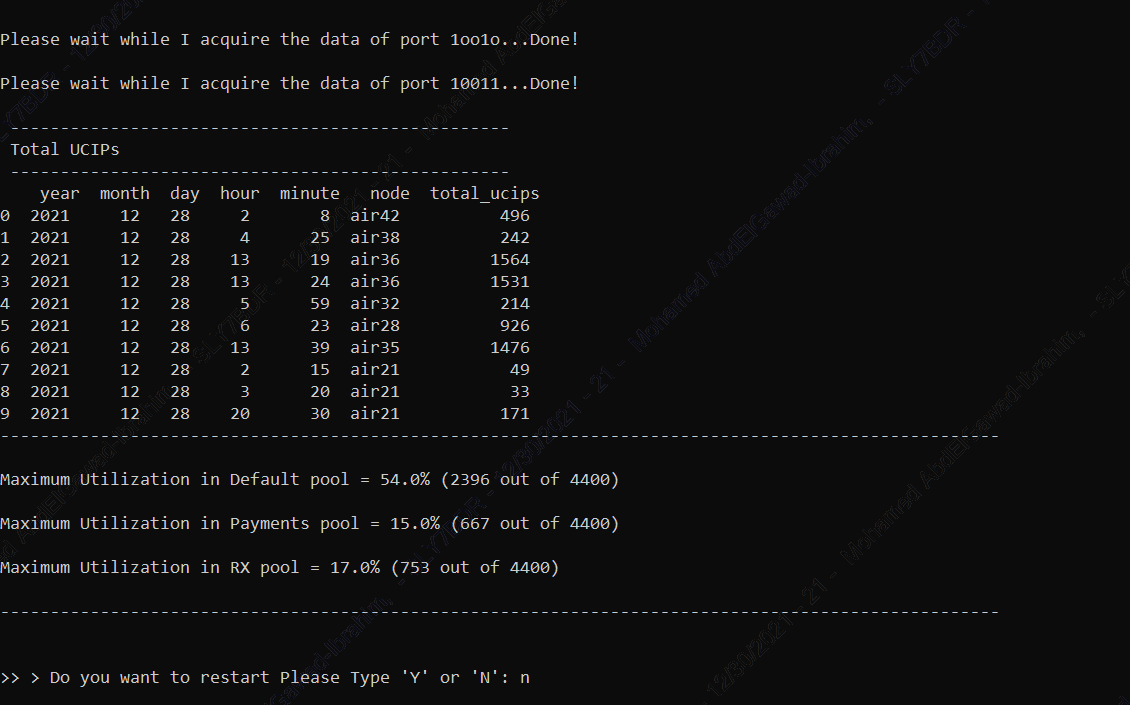 Please wait while I acquire the data of port 1oo1o...Done!
Please wait while I acquire the data of port 10011...Done!
---------------------------------------------------
Total UCIPs
---------------------------------------------------
year month day hour minute node total_ucips
0 2021 12 28 2 8 air42 496
1 2021 12 28 4 25 air38 242
2 2021 12 28 13 19 air36 1564
3 2021 12 28 13 24 air36 1531
4 2021 12 28 5 59 air32 214
5 2021 12 28 6 23 air28 926
6 2021 12 28 13 39 air35 1476
7 2021 12 28 2 15 air21 49
8 2021 12 28 3 20 air21 33
9 2021 12 28 20 30 air21 171
----------------------------------------------------------------------------------------------------
Maximum Utilization in Default pool = 54.0% (2396 out of 4400)
Maximum Utilization in Payments pool = 15.0% (667 out of 4400)
Maximum Utilization in RX pool = 17.0% (753 out of 4400)
----------------------------------------------------------------------------------------------------
>> > Do you want to restart Please Type 'Y' or 'N': n